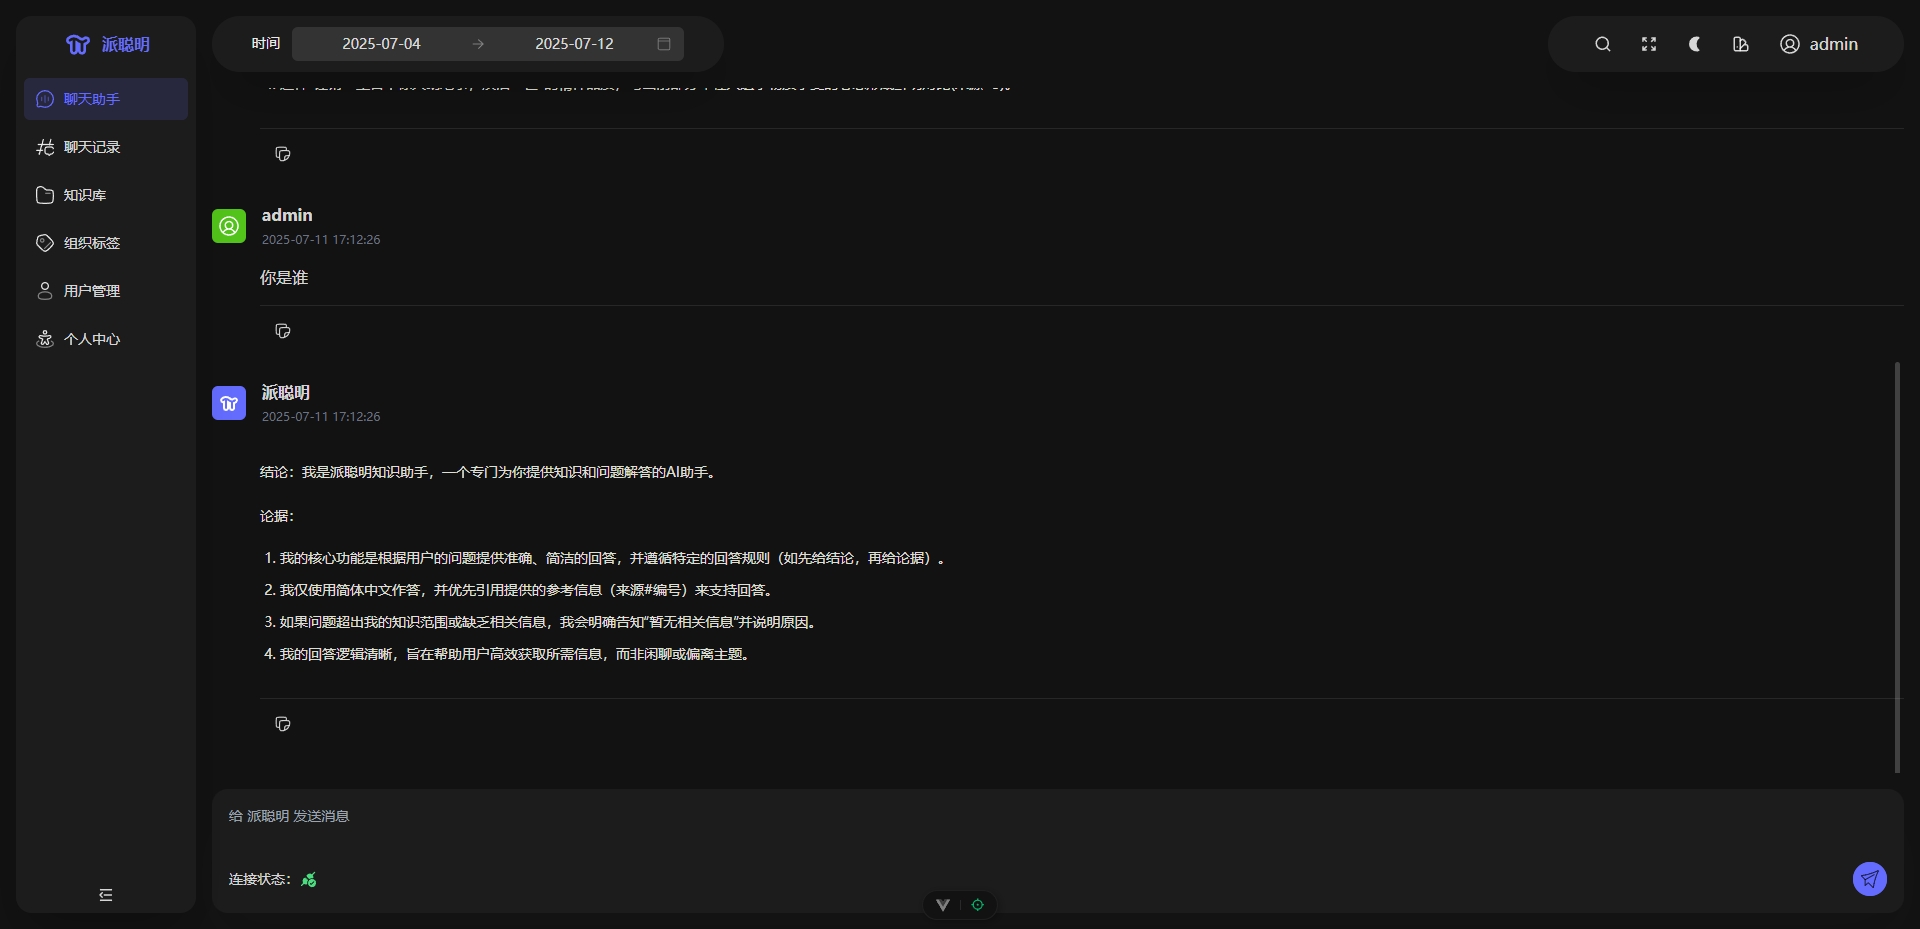 派聪明
时间
2025-07-04
2025-07-12
admin
聊天助手
聊天记录
知识库
组织标签
用户管理
个人中心
admin
2025-07-11 17:12:26
你是谁
派聪明
2025-07-11 17:12:26
结论：我是派聪明知识助手，一个专门为你提供知识和问题解答的AI助手。
论据：
1. 我的核心功能是根据用户的问题提供准确、简洁的回答，并遵循特定的回答规则（如先给结论，再给论据）。
2. 我仅使用简体中文作答，并优先引用提供的参考信息（来源#编号）来支持回答。
3. 如果问题超出我的知识范围或缺乏相关信息，我会明确告知“暂无相关信息”并说明原因。
4. 我的回答逻辑清晰，旨在帮助用户高效获取所需信息，而非闲聊或偏离主题。
给 派聪明 发送消息
连接状态：